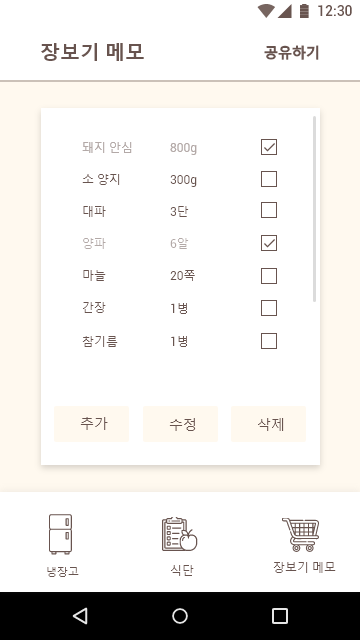 12:30
장보기 메모 공유하기
돼지 안심 800g
소 양지 300g
대파 3단
양파 6알
마늘 20쪽
간장 1병
참기름 1병
추가 수정 삭제
냉장고 식단 장보기 메모